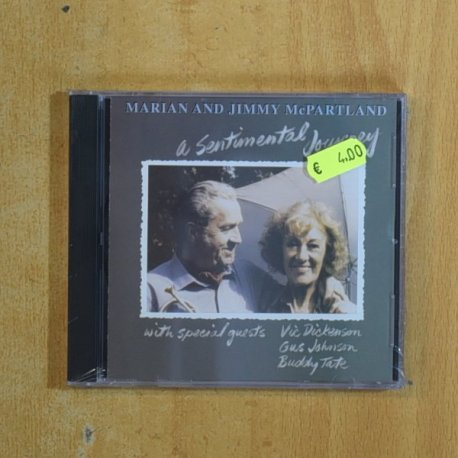 MARIAN AND JIMMY McPARTLAND
a Sentimental Journey
€ 4.00
with special guests Vic Dickenson
Gus Johnson
Buddy Tate